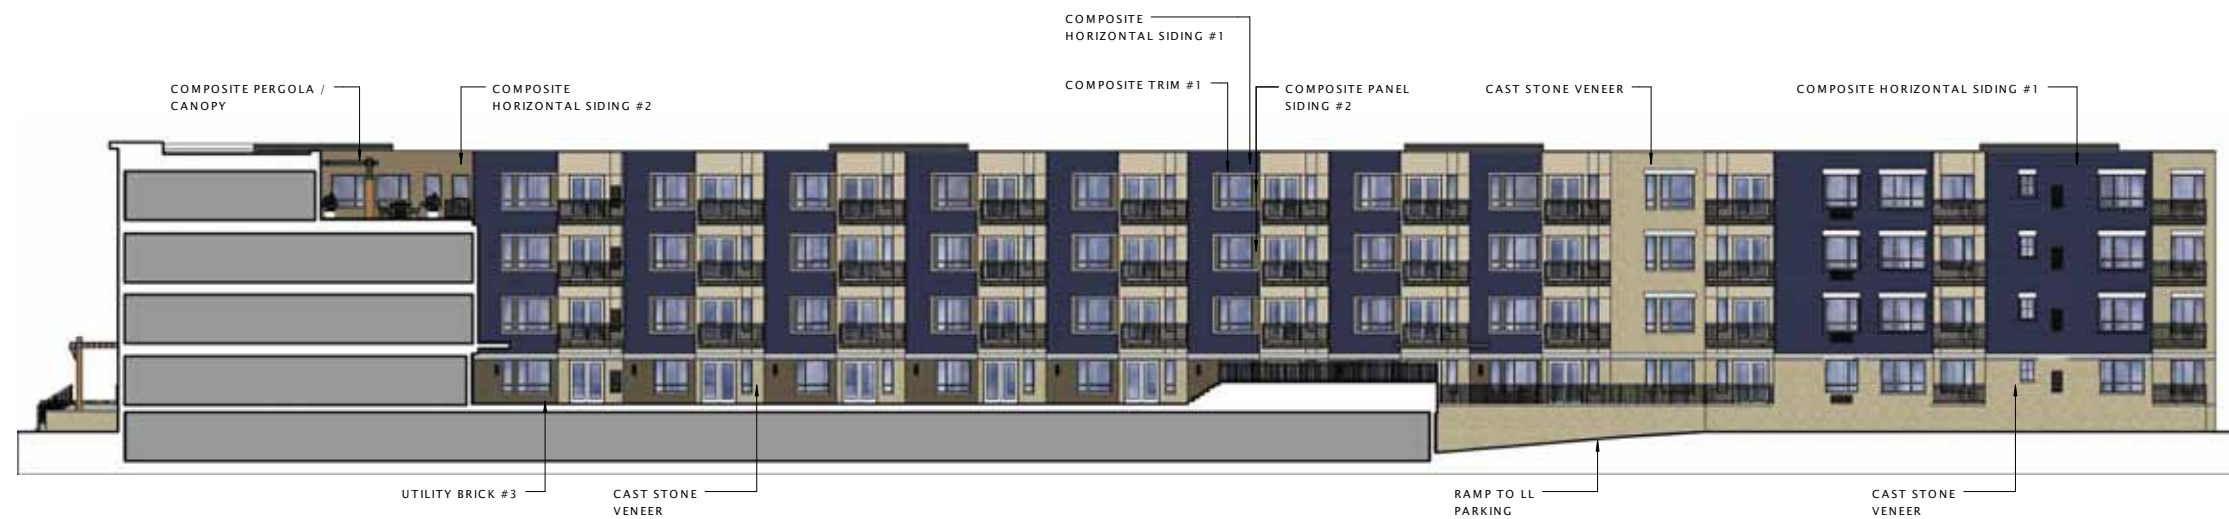 COMPOSITE
HORIZONTAL SIDING #1
COMPOSITE PERGOLA /
CANOPY
COMPOSITE
HORIZONTAL SIDING #2
COMPOSITE TRIM #1
COMPOSITE PANEL
SIDING #2
CAST STONE VENEER
COMPOSITE HORIZONTAL SIDING #1
UTILITY BRICK #3
CAST STONE
VENEER
RAMP TO LL
PARKING
CAST STONE
VENEER